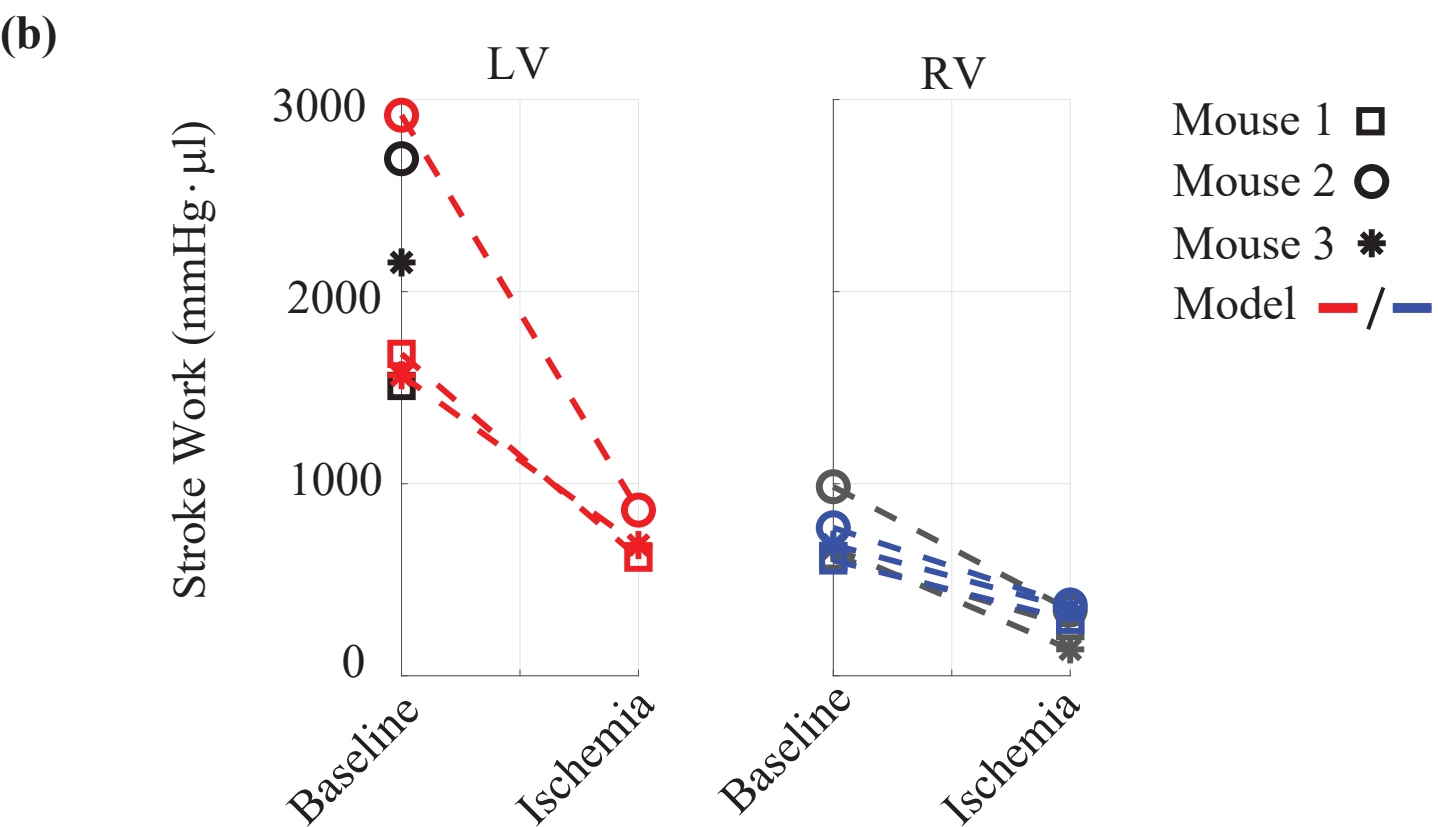 (b)
LV
RV
Stroke Work (mmHg·µl)
3000
2000
1000
0
Baseline
Ischemia
Baseline
Ischemia
Mouse 1
Mouse 2
Mouse 3
Model /